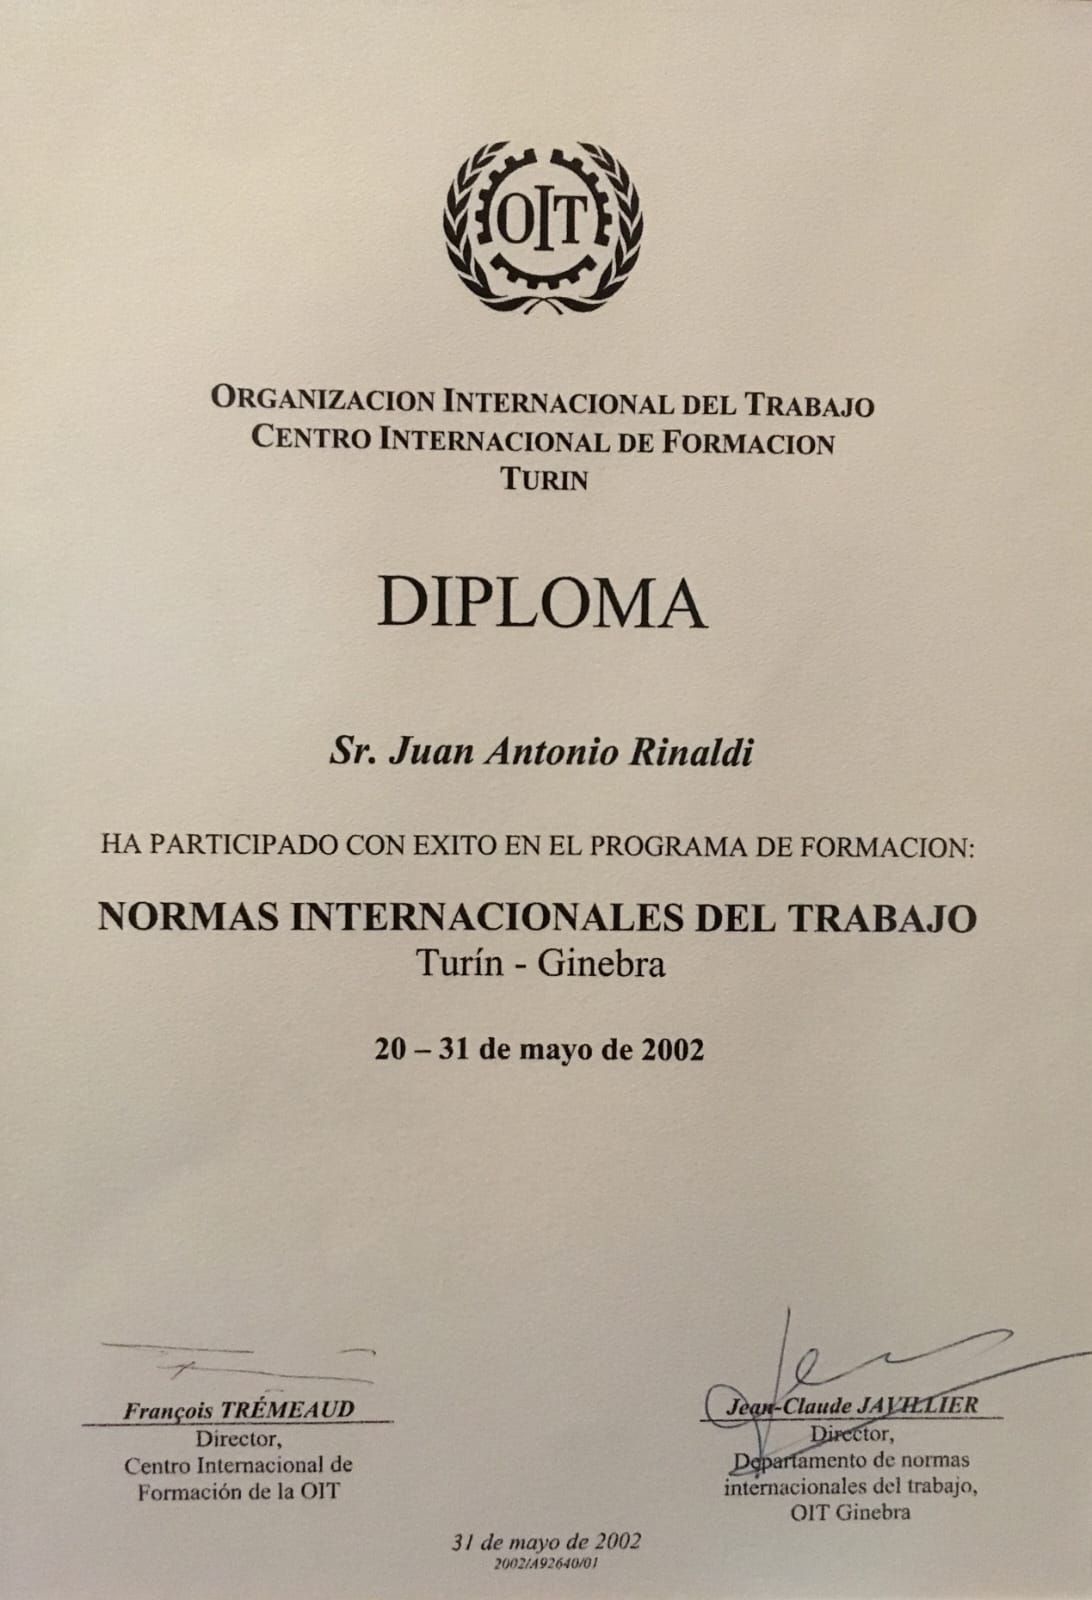 OIT
ORGANIZACION INTERNACIONAL DEL TRABAJO
CENTRO INTERNACIONAL DE FORMACION
TURIN
DIPLOMA
Sr. Juan Antonio Rinaldi
HA PARTICIPADO CON EXITO EN EL PROGRAMA DE FORMACION:
NORMAS INTERNACIONALES DEL TRABAJO
Turín - Ginebra
20 – 31 de mayo de 2002
François TRÉMEAUD
Director,
Centro Internacional de
Formación de la OIT
Jean-Claude JAVILLIER
Director,
Departamento de normas
internacionales del trabajo,
OIT Ginebra
31 de mayo de 2002
2002/A92640/01